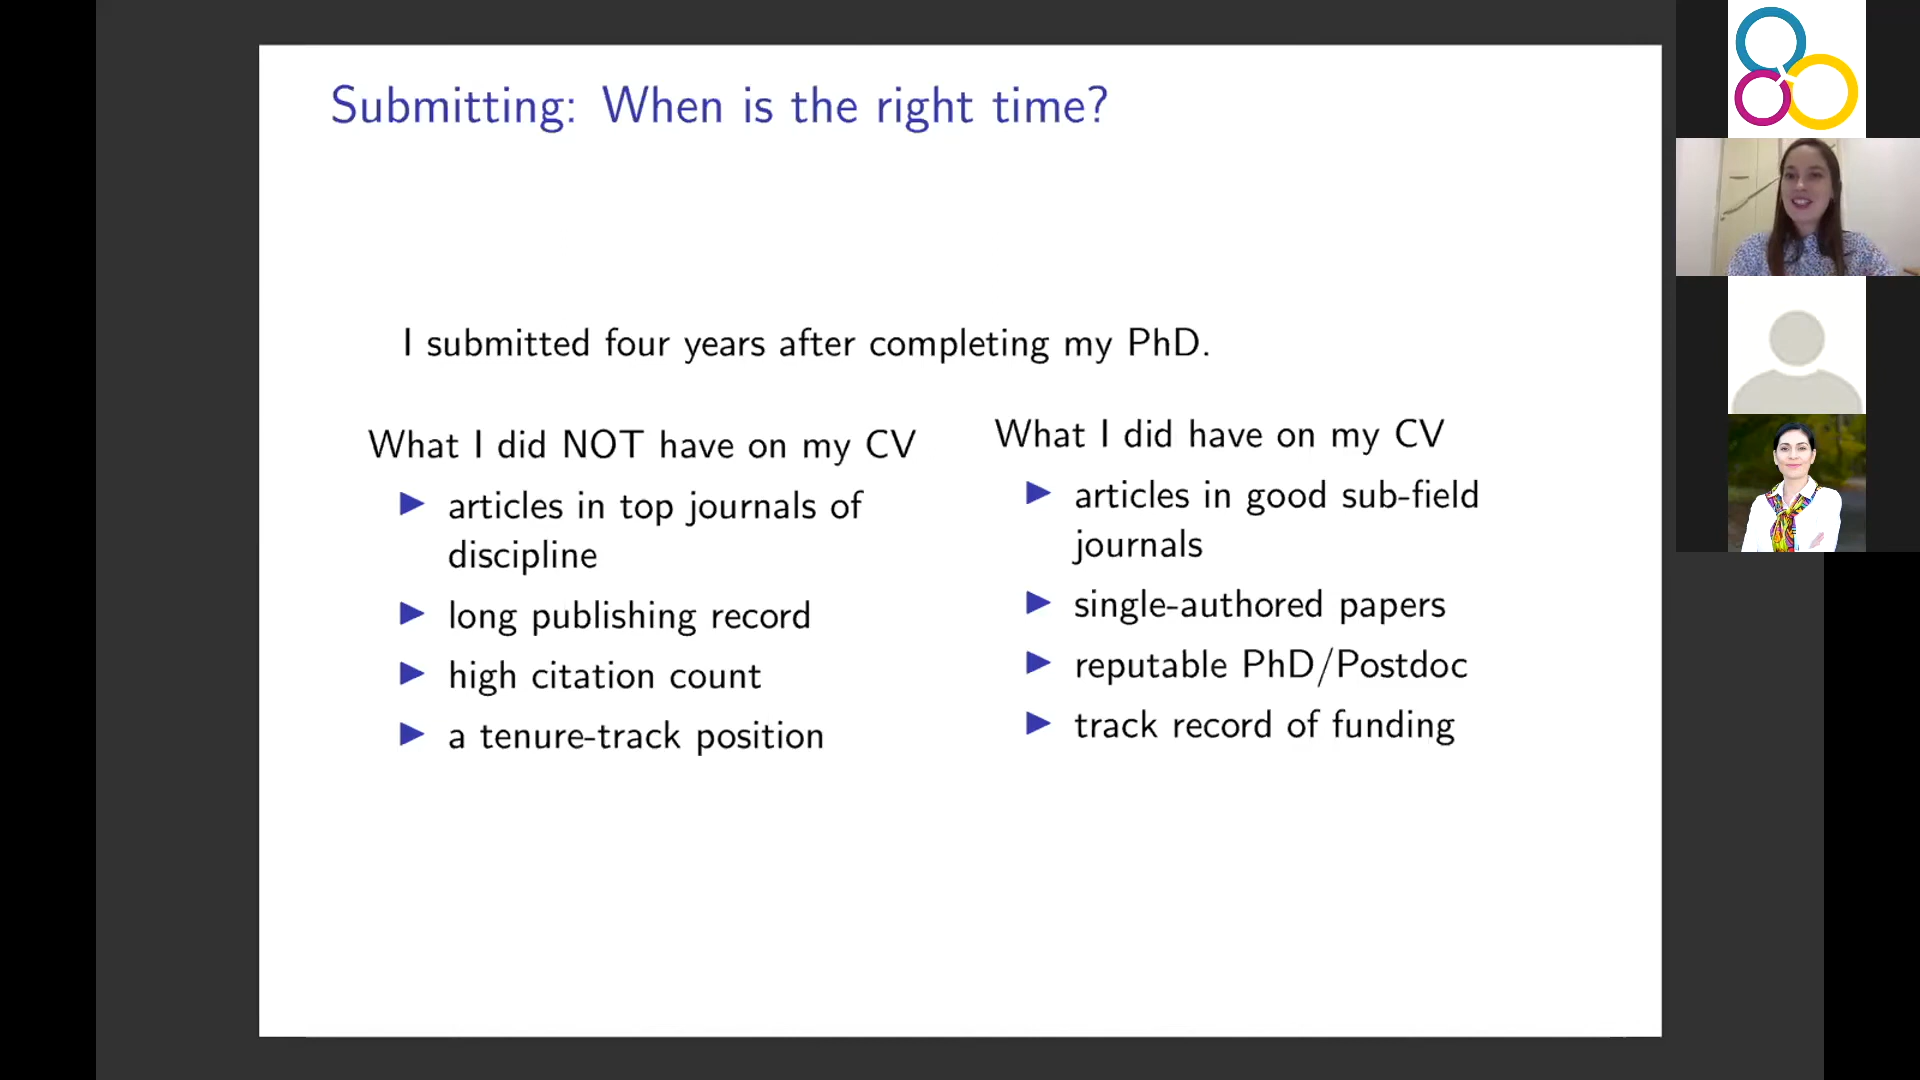 Submitting: When is the right time?
I submitted four years after completing my PhD.
What I did NOT have on my CV
▶ articles in top journals of
discipline
▶ long publishing record
▶ high citation count
▶ a tenure-track position
What I did have on my CV
▶ articles in good sub-field
journals
▶ single-authored papers
▶ reputable PhD/Postdoc
▶ track record of funding